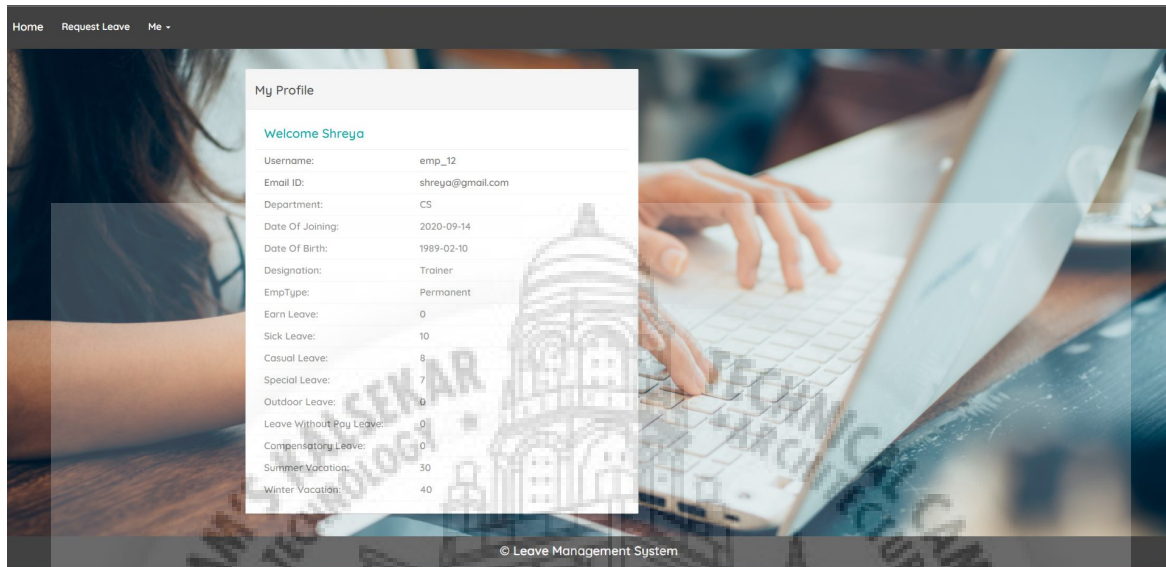 Home Request Leave Me
My Profile
Welcome Shreya
Username: emp_12
Email ID: shreya@gmail.com
Department: CS
Date Of Joining: 2020-09-14
Date Of Birth: 1989-02-10
Designation: Trainer
EmpType: Permanent
Earn Leave: 0
Sick Leave: 10
Casual Leave: 8
Special Leave: 7
Outdoor Leave: 0
Leave Without Pay Leave: 0
Compensatory Leave: 0
Summer Vacation: 30
Winter Vacation: 40
© Leave Management System